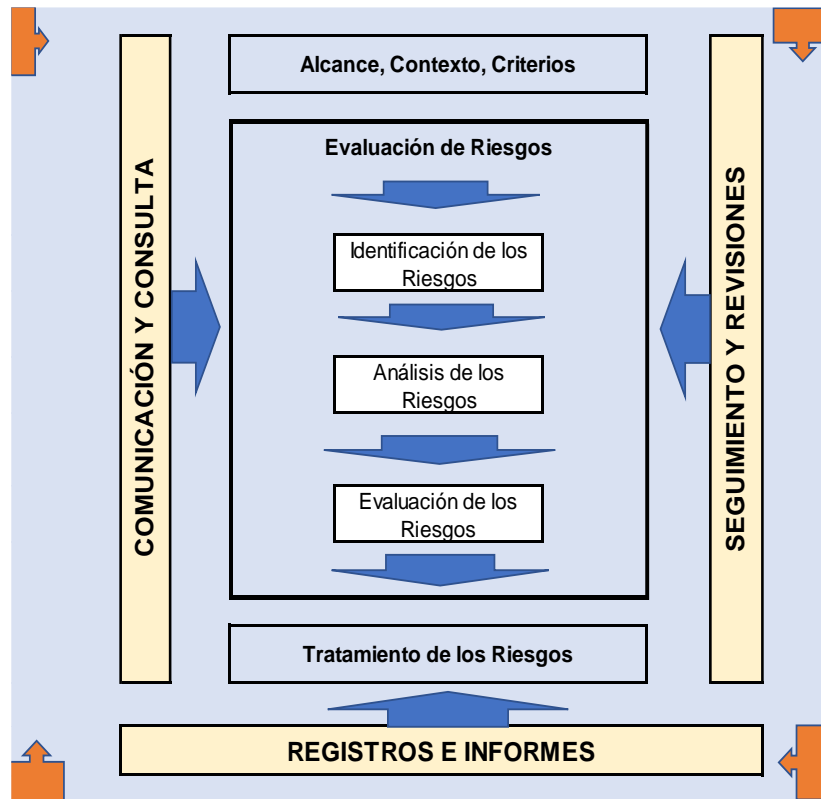 Alcance, Contexto, Criterios
COMUNICACIÓN Y CONSULTA
Evaluación de Riesgos
Identificación de los
Riesgos
Análisis de los
Riesgos
Evaluación de los
Riesgos
SEGUIMIENTO Y REVISIONES
Tratamiento de los Riesgos
REGISTROS E INFORMES